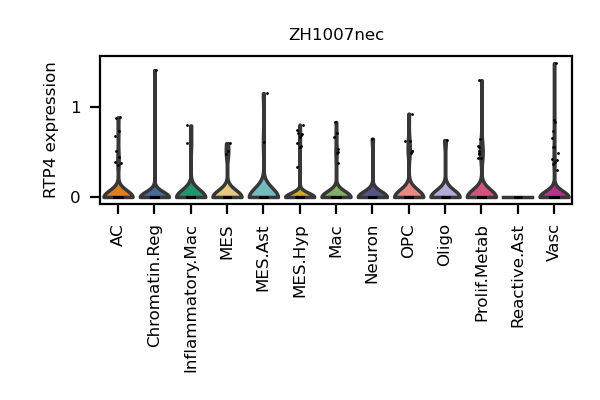 ZH1007nec
RTP4 expression
1
0
AC
Chromatin.Reg
Inflammatory.Mac
MES
MES.Ast
MES.Hyp
Mac
Neuron
OPC
Oligo
Prolif.Metab
Reactive.Ast
Vasc